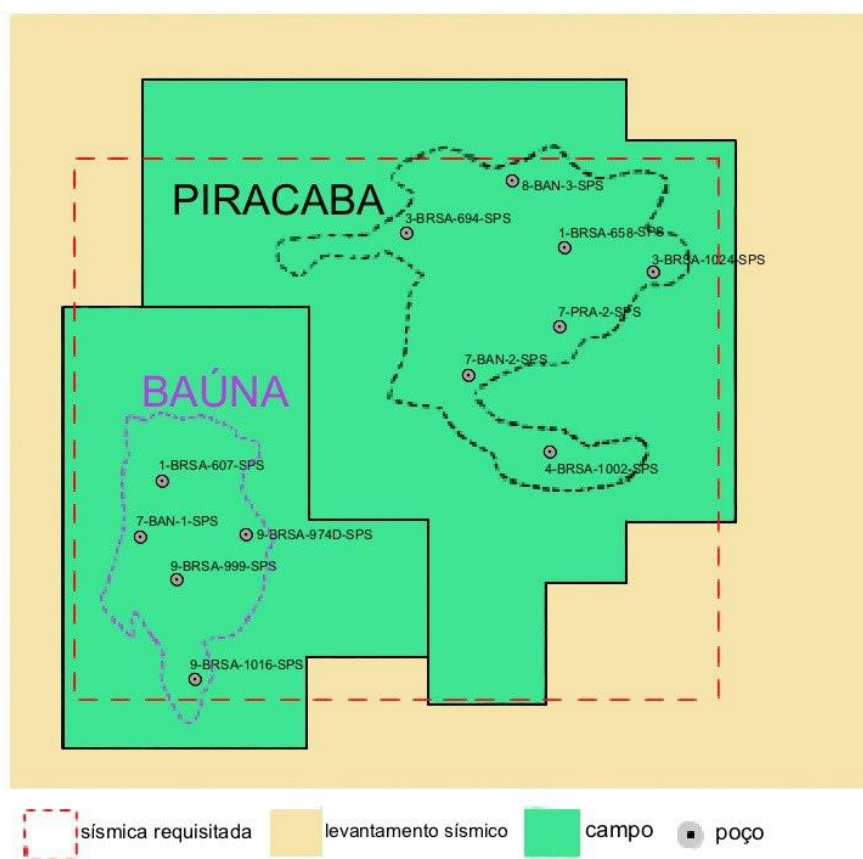 8-BAN-3-SPS
PIRACABA
3-BRSA-694-SPS
1-BRSA-658-SPS
3-BRSA-1024-SPS
7-PRA-2-SPS
7-BAN-2-SPS
BAÚNA
4-BRSA-1002-SPS
1-BRSA-607-SPS
7-BAN-1-SPS
9-BRSA-974D-SPS
9-BRSA-999-SPS
9-BRSA-1016-SPS
sísmica requisitada
levantamento sísmico
campo
poço